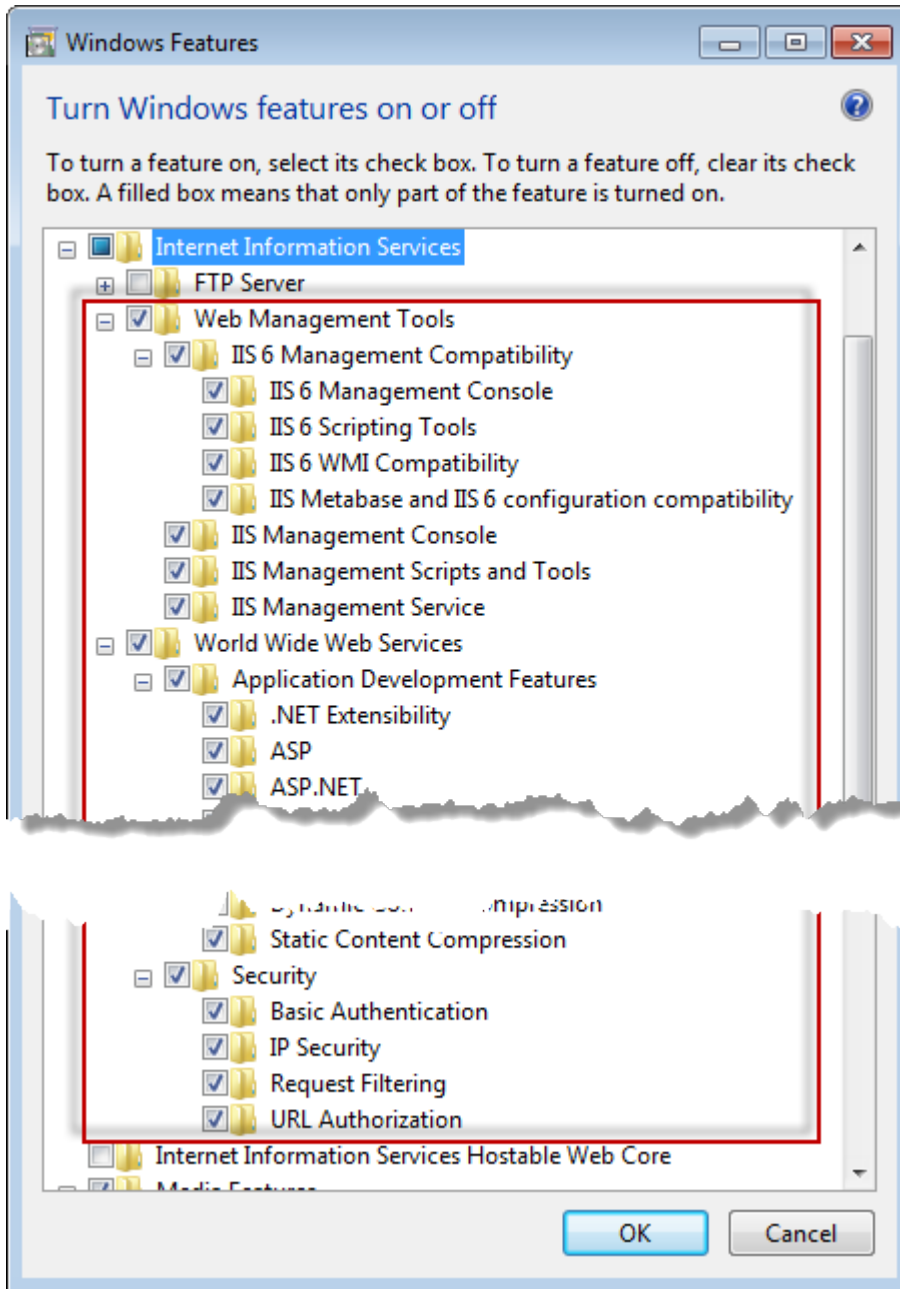 Windows Features
Turn Windows features on or off
To turn a feature on, select its check box. To turn a feature off, clear its check
box. A filled box means that only part of the feature is turned on.
Internet Information Services
FTP Server
Web Management Tools
IIS 6 Management Compatibility
IIS 6 Management Console
IIS 6 Scripting Tools
IIS 6 WMI Compatibility
IIS Metabase and IIS 6 configuration compatibility
IIS Management Console
IIS Management Scripts and Tools
IIS Management Service
World Wide Web Services
Application Development Features
.NET Extensibility
ASP
ASP.NET
Static Content Compression
Security
Basic Authentication
IP Security
Request Filtering
URL Authorization
Internet Information Services Hostable Web Core
Media Features
OK
Cancel